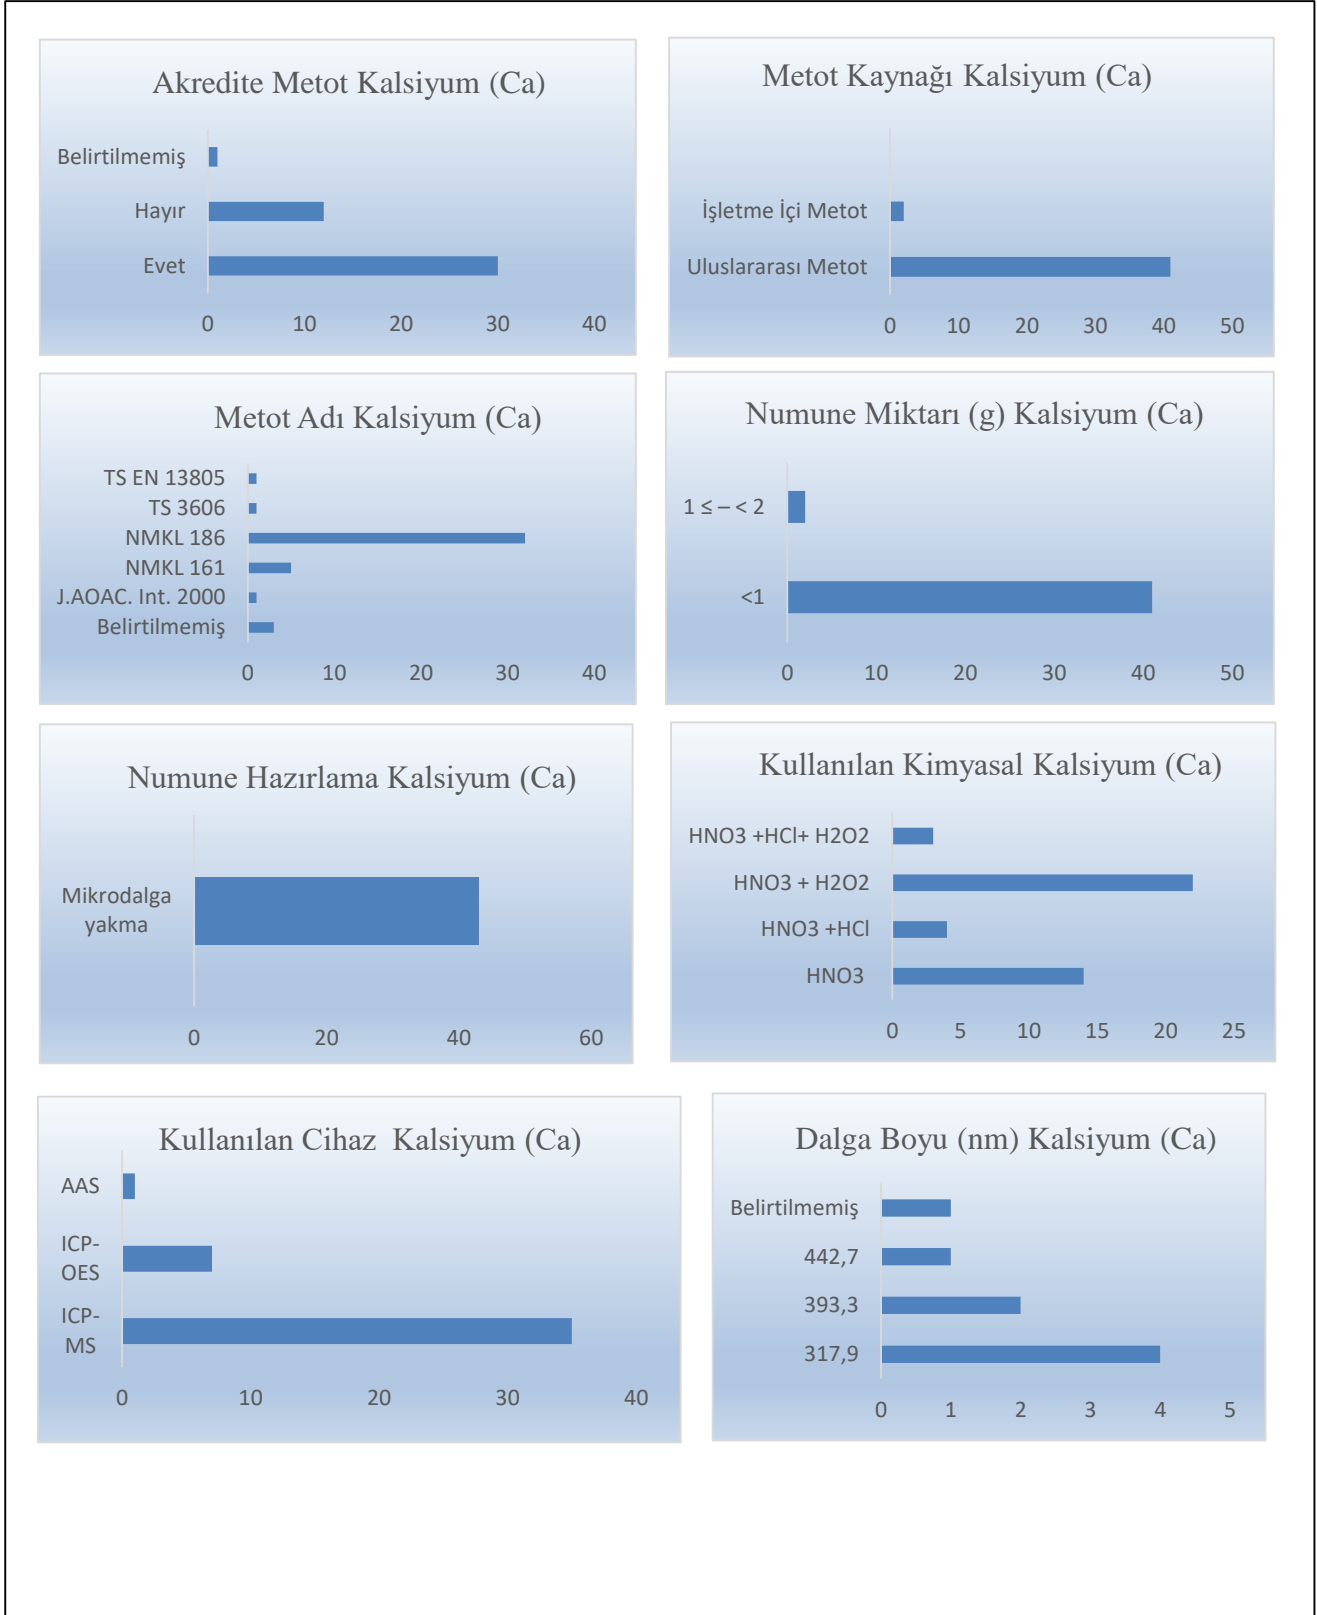 Akredite Metot Kalsiyum (Ca)
Belirtilmemiş
Hayır
Evet
0 10 20 30 40
Metot Kaynağı Kalsiyum (Ca)
İşletme İçi Metot
Uluslararası Metot
0 10 20 30 40 50
Metot Adı Kalsiyum (Ca)
TS EN 13805
TS 3606
NMKL 186
NMKL 161
J.AOAC. Int. 2000
Belirtilmemiş
0 10 20 30 40
Numune Miktarı (g) Kalsiyum (Ca)
1 ≤ – < 2
<1
0 10 20 30 40 50
Numune Hazırlama Kalsiyum (Ca)
Mikrodalga
yakma
0 20 40 60
Kullanılan Kimyasal Kalsiyum (Ca)
HNO3 +HCl+ H2O2
HNO3 + H2O2
HNO3 +HCl
HNO3
0 5 10 15 20 25
Kullanılan Cihaz Kalsiyum (Ca)
AAS
ICP-
OES
ICP-
MS
0 10 20 30 40
Dalga Boyu (nm) Kalsiyum (Ca)
Belirtilmemiş
442,7
393,3
317,9
0 1 2 3 4 5